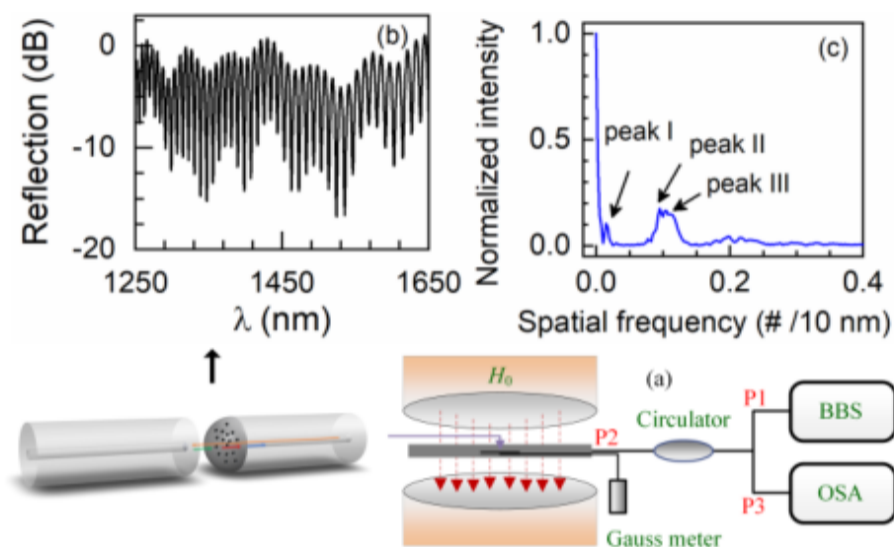 (b)
Reflection (dB)
0
-10
-20
1250
1450
1650
λ (nm)
(c)
Normalized intensity
1.0
0.5
0.0
peak I
peak II
peak III
0.0
0.2
0.4
Spatial frequency (# /10 nm)
(a)
H₀
P2
Circulator
P1
BBS
P3
OSA
Gauss meter